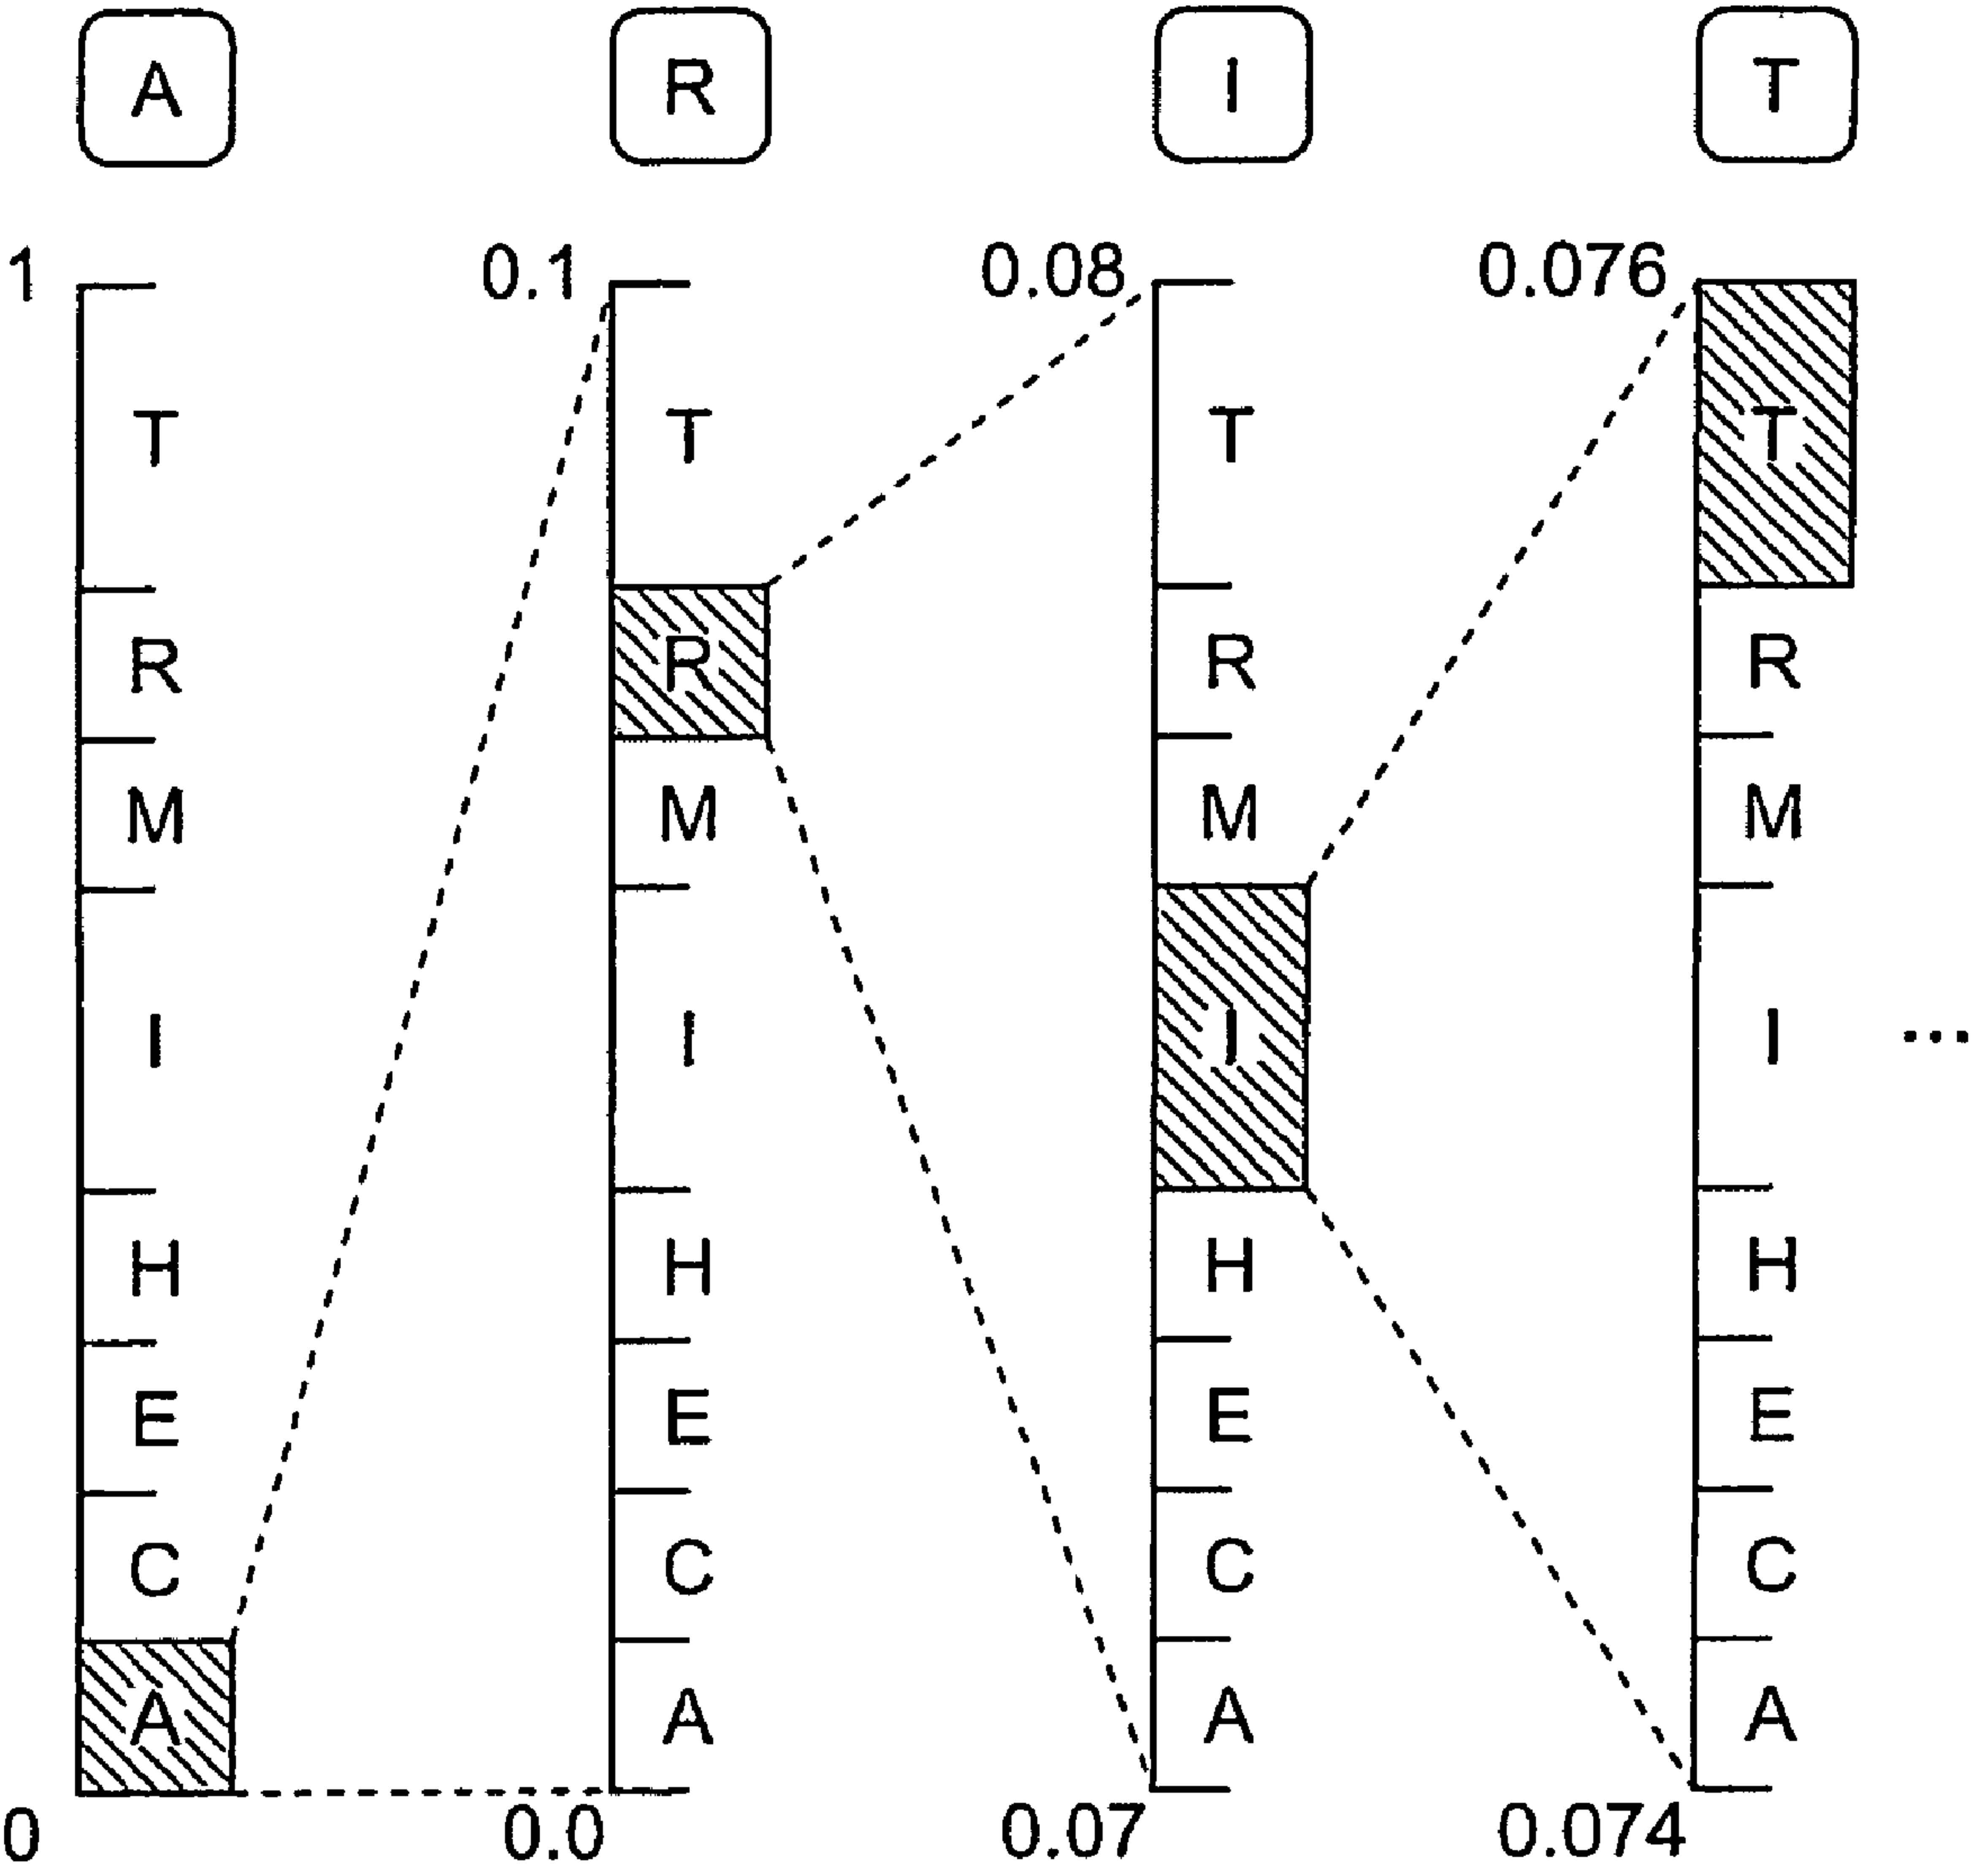 A R I T
1 0.1 0.08 0.076
T T T T
R R R R
M M M M
I I I I ...
H H H H
E E E E
C C C C
A A A A
0 0.0 0.07 0.074